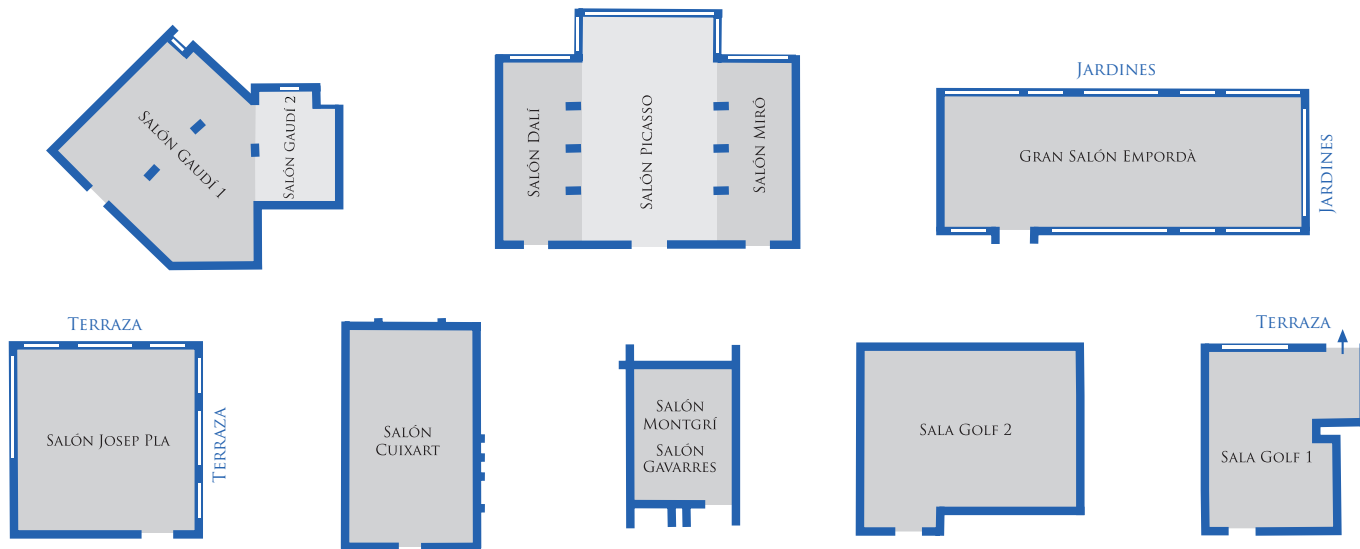 Salón Gaudí 1
Salón Gaudí 2
Salón Dalí
Salón Picasso
Salón Miró
Jardines
Gran Salón Empordà
Jardines
Terraza
Salón Josep Pla
Terraza
Salón
Cuixart
Salón
Montgrí
Salón
Gavarres
Sala Golf 2
Terraza
Sala Golf 1